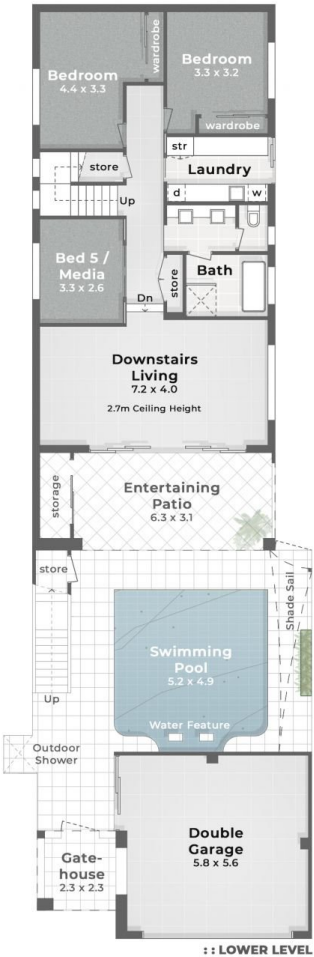 wardrobe
Bedroom
4.4 x 3.3
Bedroom
3.3 x 3.2
wardrobe
str
Laundry
store
d
w
Up
Bed 5 /
Media
3.3 x 2.6
Bath
store
Dn
Downstairs
Living
7.2 x 4.0
2.7m Ceiling Height
storage
Entertaining
Patio
6.3 x 3.1
store
Shade Sail
Swimming
Pool
5.2 x 4.9
Up
Water Feature
Outdoor
Shower
Double
Garage
5.8 x 5.6
Gate-
house
2.3 x 2.3
:: LOWER LEVEL